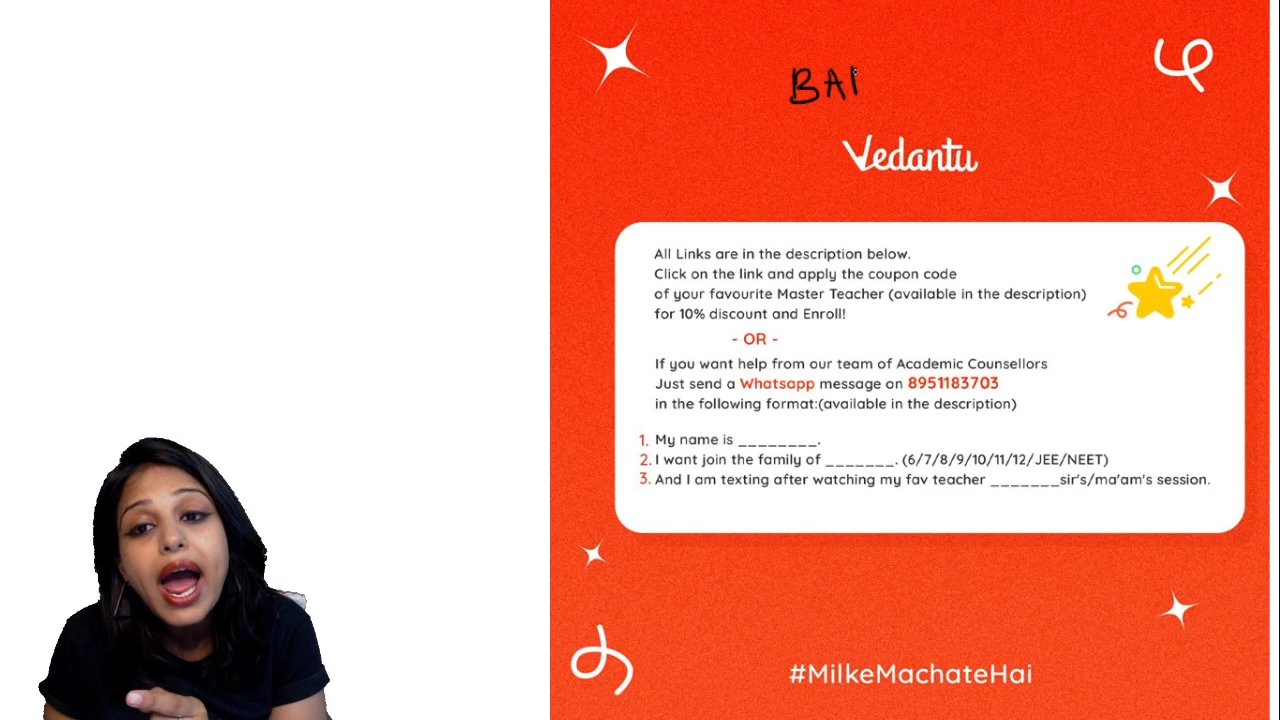 BAI
Vedantu
All Links are in the description below.
Click on the link and apply the coupon code
of your favourite Master Teacher (available in the description)
for 10% discount and Enroll!
- OR -
If you want help from our team of Academic Counsellors
Just send a Whatsapp message on 8951183703
in the following format:(available in the description)
1. My name is ________.
2. I want join the family of _______. (6/7/8/9/10/11/12/JEE/NEET)
3. And I am texting after watching my fav teacher _______sir's/ma'am's session.
#MilkeMachateHai